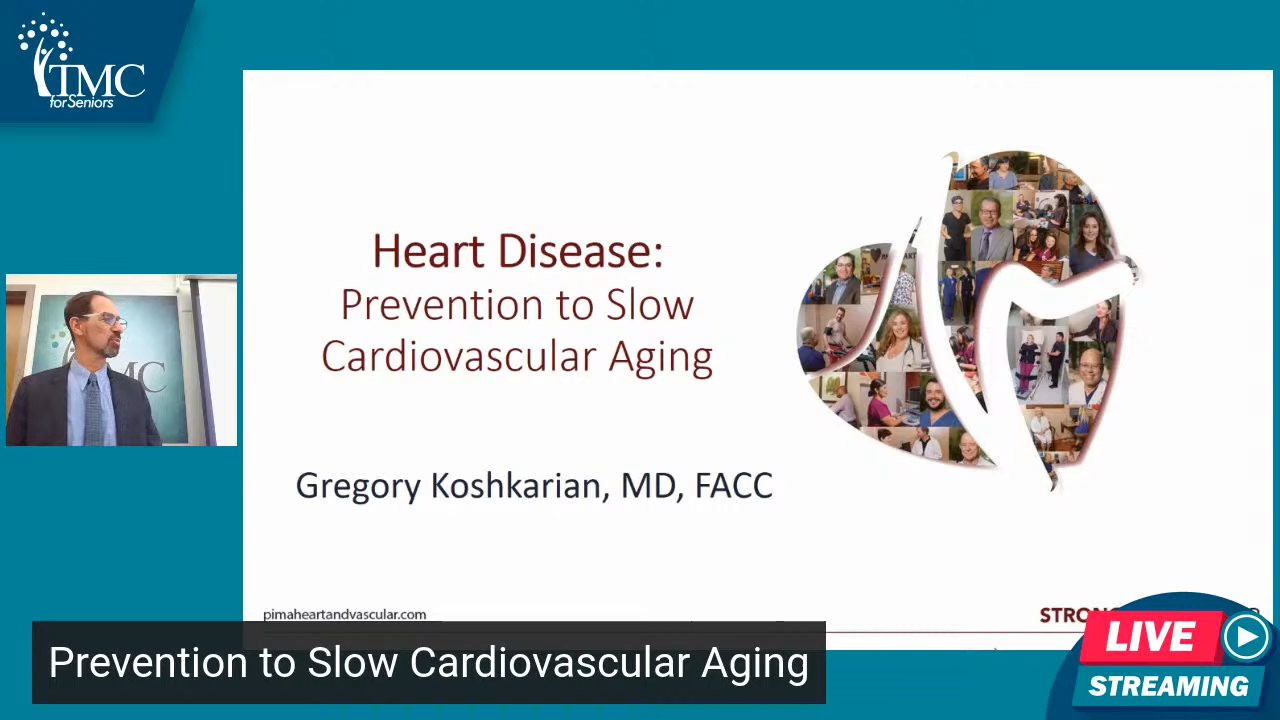 TMC
for Seniors
Heart Disease:
Prevention to Slow
Cardiovascular Aging
Gregory Koshkarian, MD, FACC
pimaheartandvascular.com
Prevention to Slow Cardiovascular Aging
LIVE
STREAMING